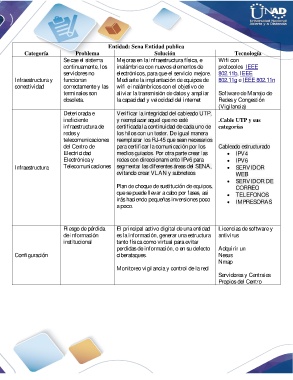 UNAD
Universidad Nacional
Abierta y a Distancia
Entidad: Sena Entidad publica
Categoría
Problema
Solución
Tecnología
Infraestructura y
conectividad
Se cae el sistema
continuamente, los
servidores no
funcionan
correctamente y las
terminales son
obsoleta.
Mejoras en la infraestructura física, e
inalámbrica con nuevos elementos de
electrónicos, para que el servicio mejore.
Mediante la implantación de equipos de
wifi e inalámbricos con el objetivo de
aliviar la transmisión de datos y ampliar
la capacidad y velocidad del internet
Wifi con
protocolos IEEE
802.11b, IEEE
802.11g e IEEE 802.11n
Software de Manejo de
Redes y Congestión
(Vigilancia)
Infraestructura
Deteriorada e
ineficiente
infraestructura de
redes y
telecomunicaciones
del Centro de
Electricidad
Electrónica y
Telecomunicaciones
Verificar la integridad del cableado UTP,
y reemplazar aquel que no esté
certificado la continuidad de cada uno de
los hilos con un tester. De igual manera
reemplazar los RJ-45 que sean necesarios
para certificar la comunicación por los
medios guiados. Por otra parte crear las
nodos con direccionamiento IPV6 para
segmentar las diferentes áreas del SENA,
evitando crear VLAN y subneteos
Plan de choque de sustitución de equipos,
que se puede llevar a cabo por fases, así
irás haciendo pequeñas inversiones poco
a poco.
.Cable UTP y sus
categorías
Cableado estructurado
• IPV4
• IPV6
• SERVIDOR
WEB
• SERVIDOR DE
CORREO
• TELEFONOS
• IMPRESORAS
Configuración
Riesgo de pérdida
de información
institucional
El principal activo digital de una entidad
es la información, generar una estructura
tanto física como virtual para evitar
perdidas de información, o en su defecto
ciberataques
Monitoreo vigilancia y control de la red
Licencias de software y
antivirus
Adquirir un
Nesus
Nmap
Servidores y Controles
Propios del Centro